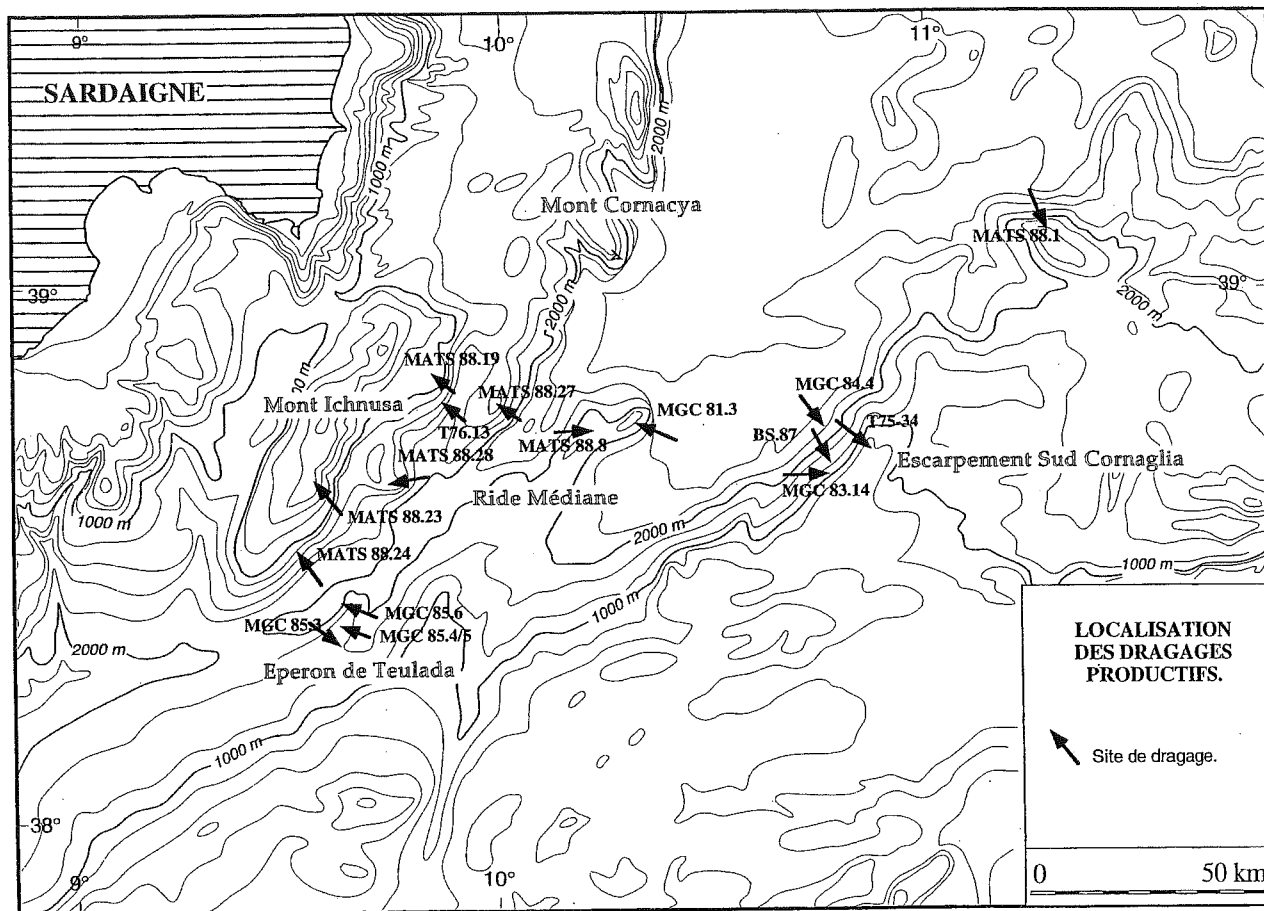 9°
10°
11°
SARDAIGNE
1000 m
2000 m
Mont Cornacya
MATS 88.1
39°
39°
2000 m
2000 m
MATS 88.19
MATS 88.27
Mont Ichnusa
MGC 84.4
MGC 81.3
T76.13
MATS 88.8
BS.87
T75-34
MATS 88.28
Escarpement Sud Cornaglia
MGC 83.14
Ride Médiane
1000 m
MATS 88.23
2000 m
MATS 88.24
1000 m
1000 m
MGC 85.6
MGC 85.3
MGC 85.4/5
2000 m
Eperon de Teulada
LOCALISATION
DES DRAGAGES
PRODUCTIFS.
1000 m
Site de dragage.
38°
9°
10°
0 50 km